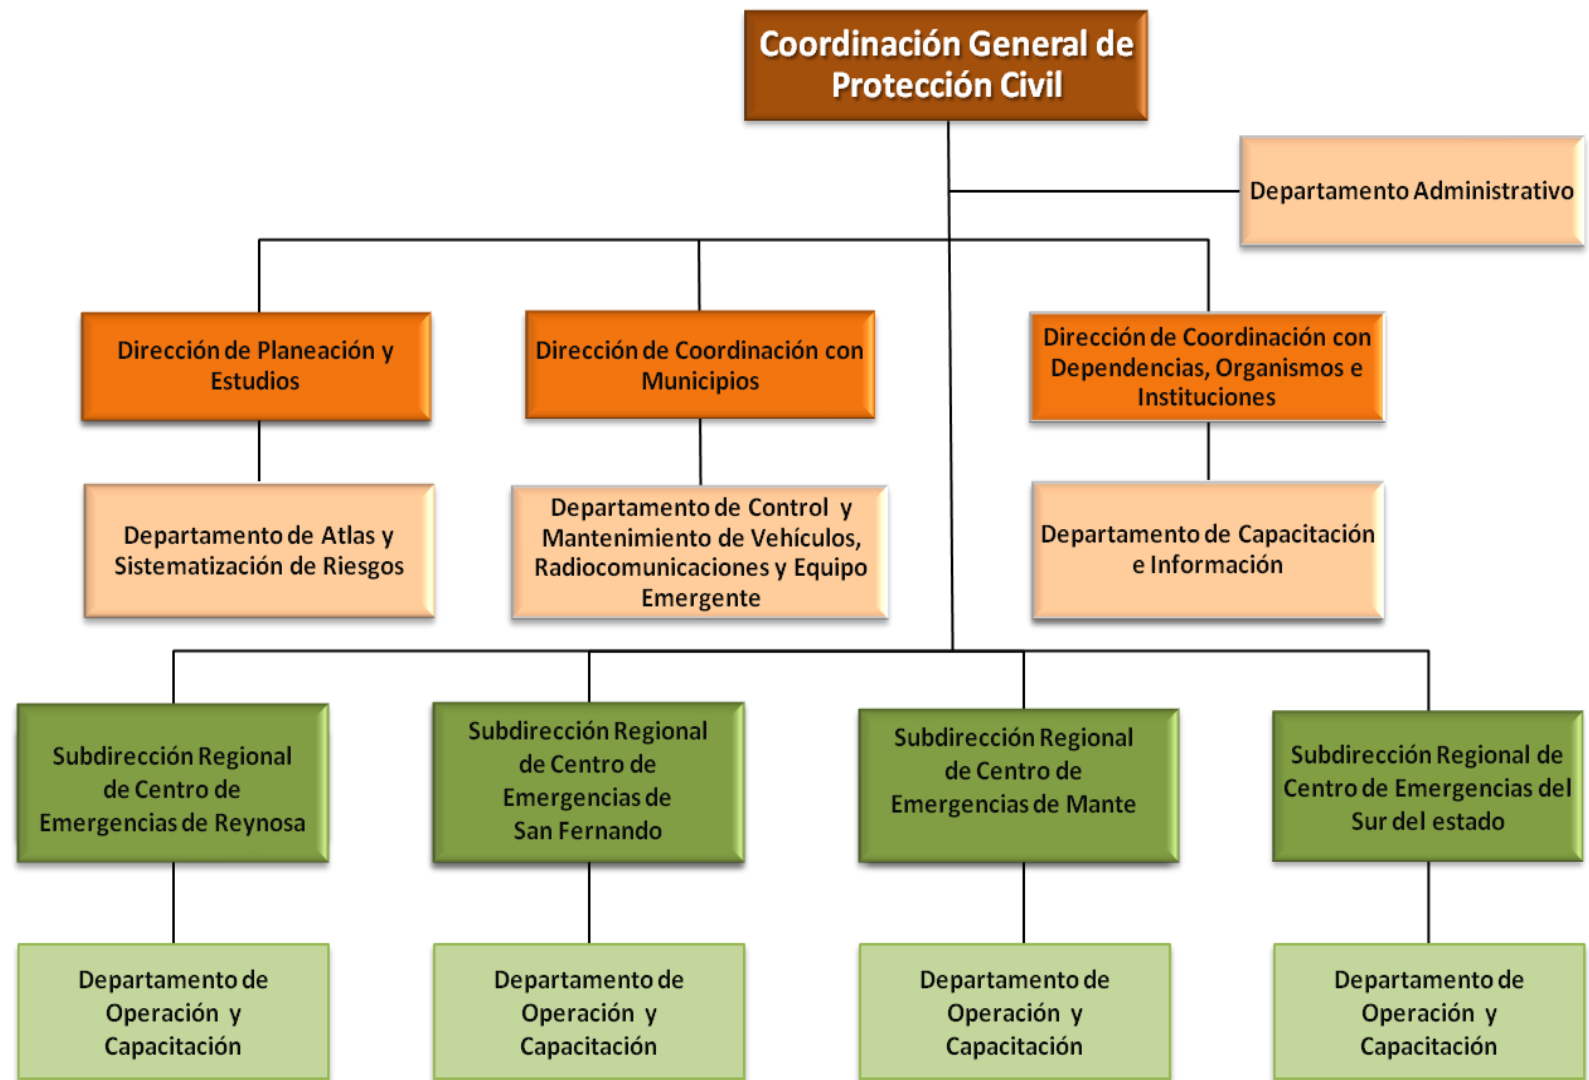 Coordinación General de
Protección Civil
Departamento Administrativo
Dirección de Planeación y
Estudios
Dirección de Coordinación con
Municipios
Dirección de Coordinación con
Dependencias, Organismos e
Instituciones
Departamento de Atlas y
Sistematización de Riesgos
Departamento de Control y
Mantenimiento de Vehículos,
Radiocomunicaciones y Equipo
Emergente
Departamento de Capacitación
e Información
Subdirección Regional
de Centro de
Emergencias de Reynosa
Subdirección Regional
de Centro de
Emergencias de
San Fernando
Subdirección Regional
de Centro de
Emergencias de Mante
Subdirección Regional de
Centro de Emergencias del
Sur del estado
Departamento de
Operación y
Capacitación
Departamento de
Operación y
Capacitación
Departamento de
Operación y
Capacitación
Departamento de
Operación y
Capacitación